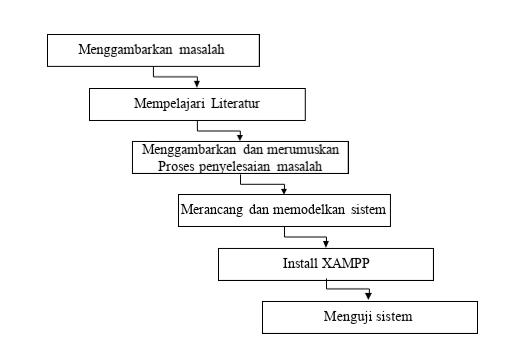 Menggambarkan masalah
Mempelajari Literatur
Menggambarkan dan merumuskan
Proses penyelesaian masalah
Merancang dan memodelkan sistem
Install XAMPP
Menguji sistem